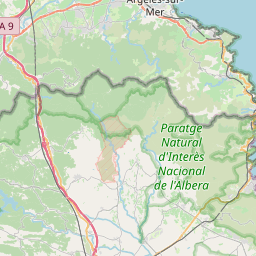 Argelès-sur-
Mer
A 9
Paratge
Natural
d'Interès
Nacional
de l'Albera